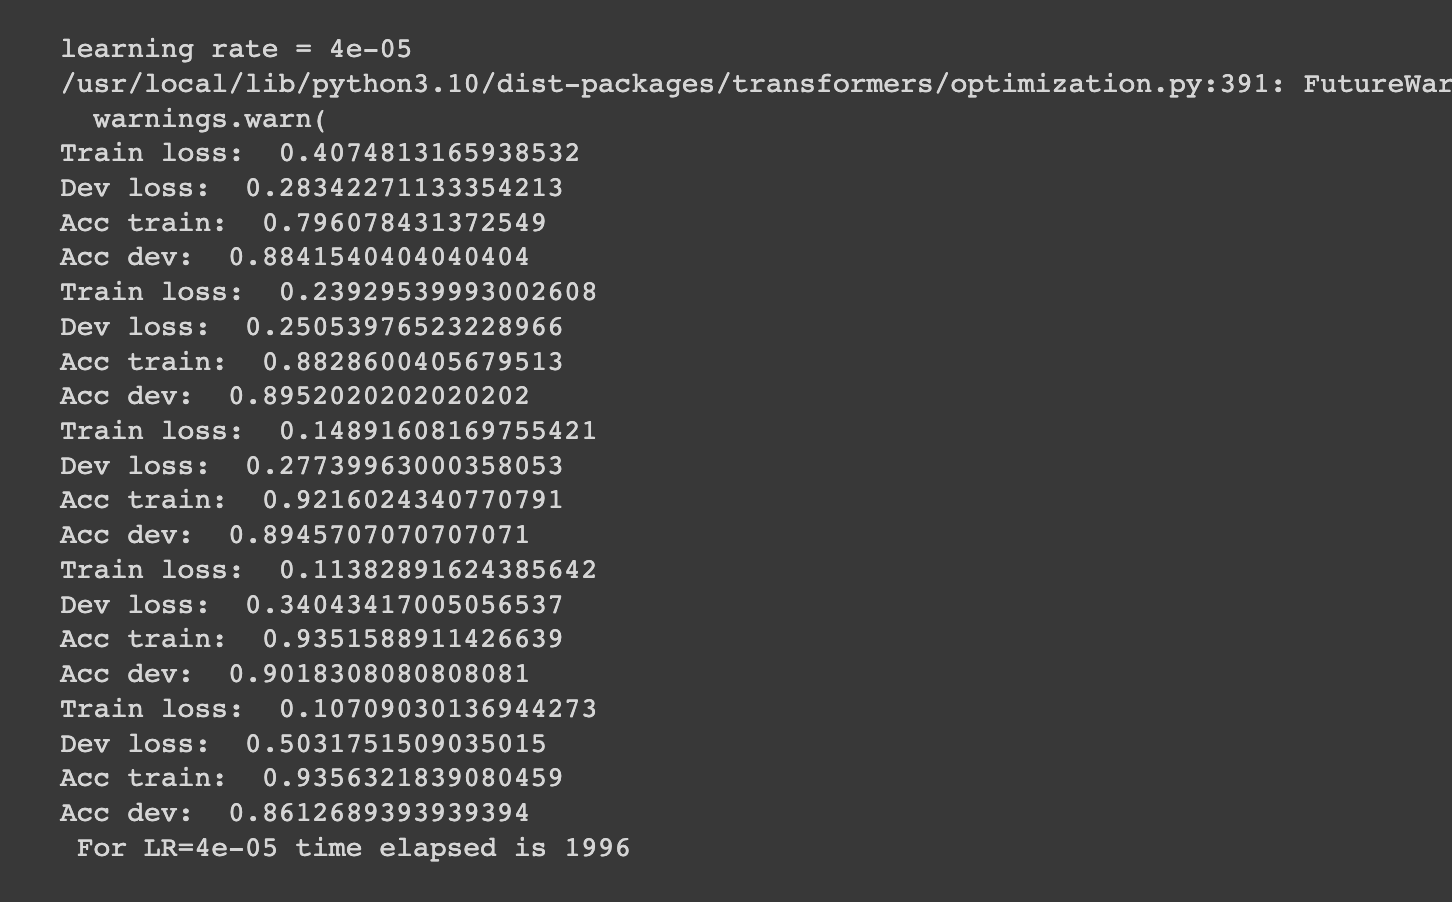 learning rate = 4e-05
/usr/local/lib/python3.10/dist-packages/transformers/optimization.py:391: FutureWar
warnings.warn(
Train loss: 0.4074813165938532
Dev loss: 0.28342271133354213
Acc train: 0.796078431372549
Acc dev: 0.8841540404040404
Train loss: 0.23929539993002608
Dev loss: 0.25053976523228966
Acc train: 0.8828600405679513
Acc dev: 0.8952020202020202
Train loss: 0.14891608169755421
Dev loss: 0.27739963000358053
Acc train: 0.9216024340770791
Acc dev: 0.8945707070707071
Train loss: 0.11382891624385642
Dev loss: 0.34043417005056537
Acc train: 0.9351588911426639
Acc dev: 0.9018308080808081
Train loss: 0.10709030136944273
Dev loss: 0.5031751509035015
Acc train: 0.9356321839080459
Acc dev: 0.8612689393939394
For LR=4e-05 time elapsed is 1996